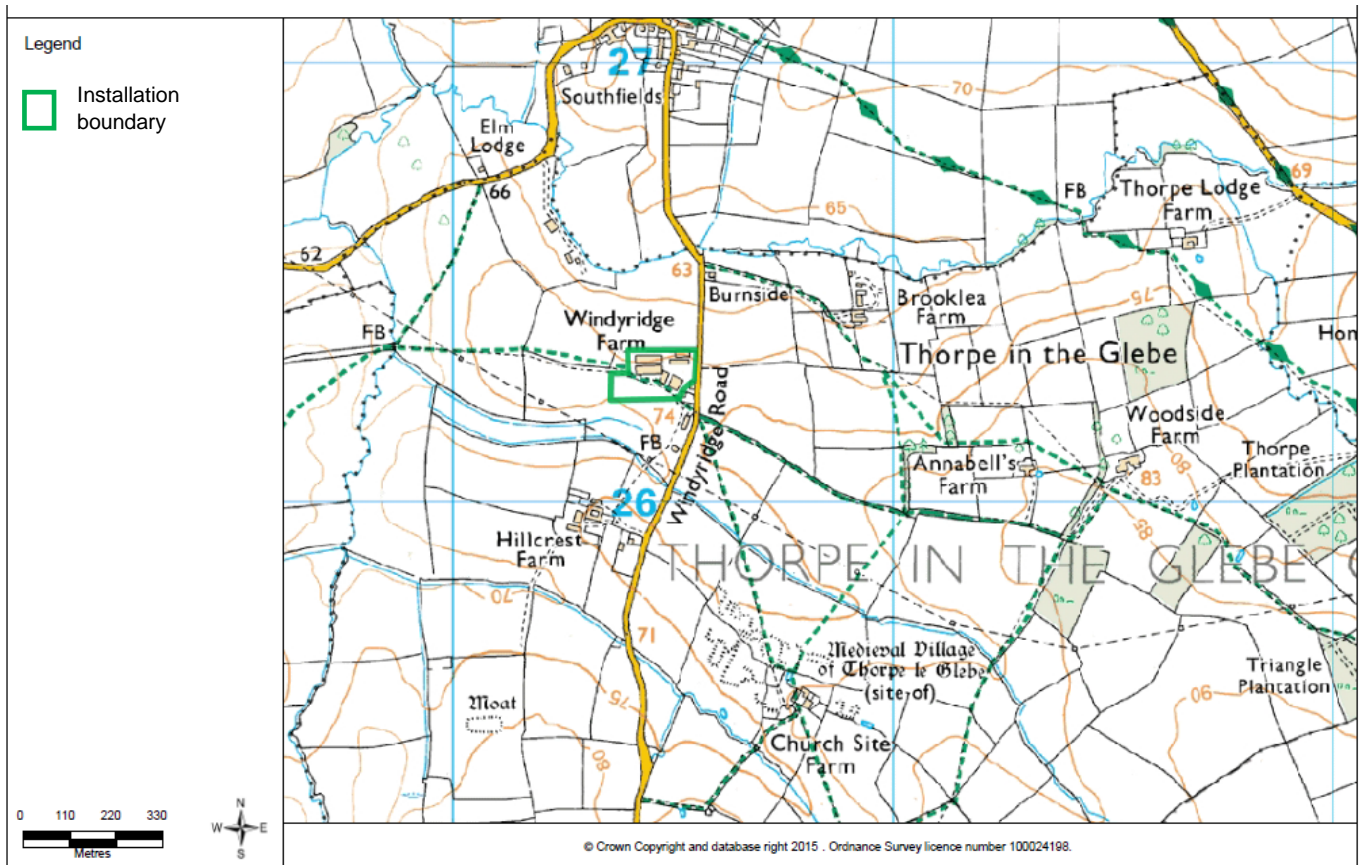 Legend
Installation
boundary
27
Southfields
70
Elm
Lodge
66
62
65
FB
Thorpe Lodge
Farm
69
63
Burnside
Brooklea
Farm
75
Windyridge
Farm
FB
Thorpe in the Glebe
Hon
74
Windyridge Road
FB
Woodside
Farm
80
Thorpe
Plantation
Annabell's
Farm
83
85
26
Hillcrest
Farm
THORPE IN THE GLEBE C
70
71
Medieval Village
of Thorpe le Glebe
(site of)
Triangle
Plantation
90
Moat
75
80
Church Site
Farm
0 110 220 330
Metres
N
W E
S
© Crown Copyright and database right 2015 . Ordnance Survey licence number 100024198.